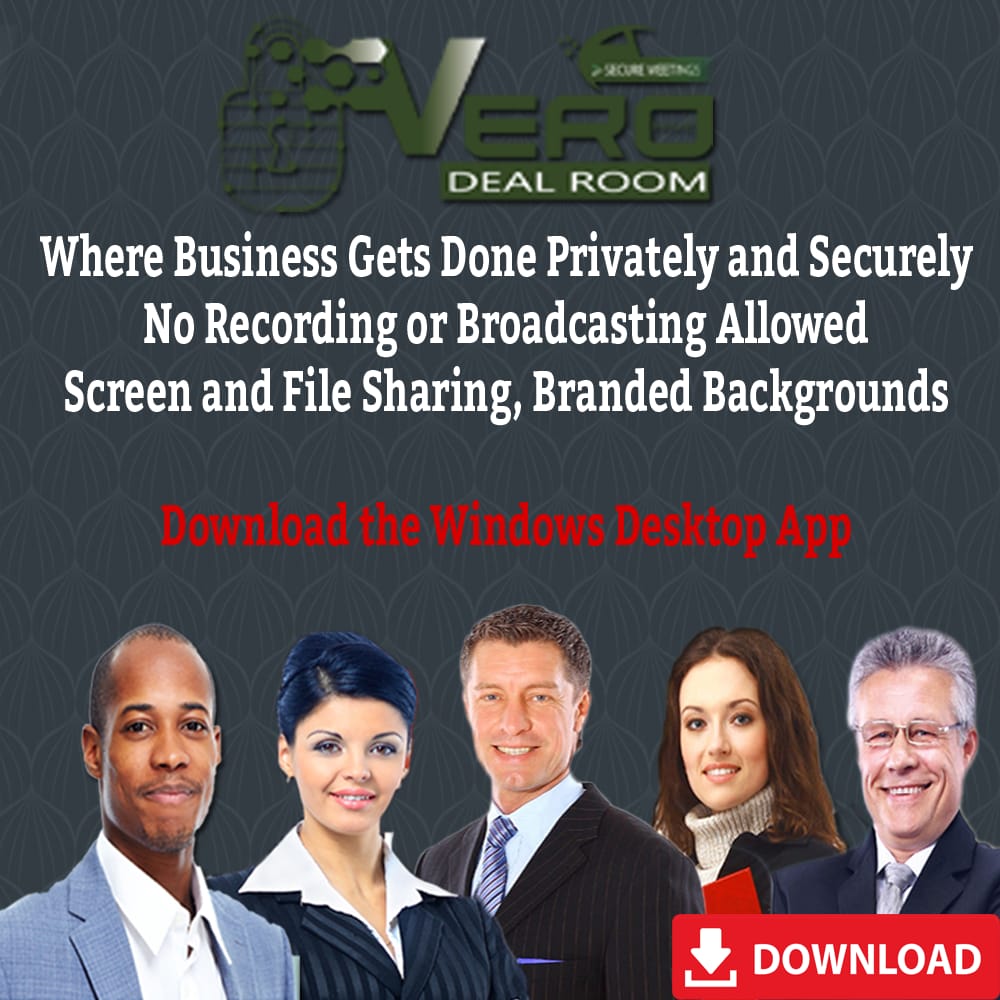 SECURE MEETINGS
VERO
DEAL ROOM
Where Business Gets Done Privately and Securely
No Recording or Broadcasting Allowed
Screen and File Sharing, Branded Backgrounds
Download the Windows Desktop App
DOWNLOAD